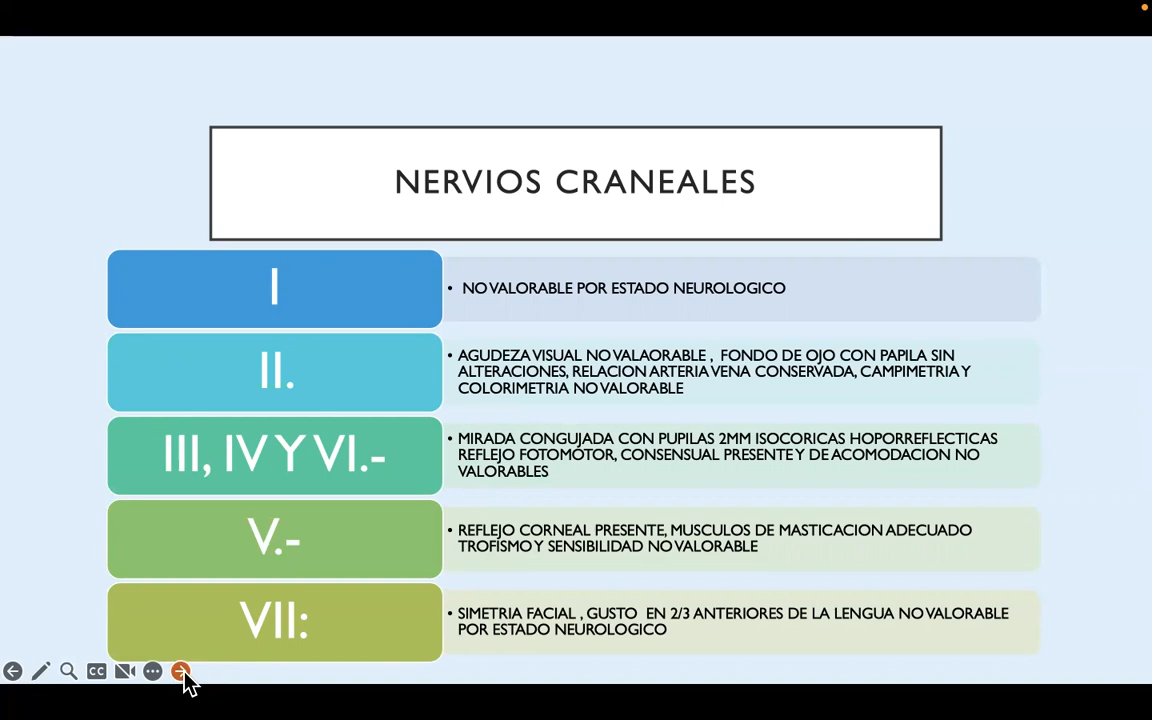 NERVIOS CRANEALES
I
• NO VALORABLE POR ESTADO NEUROLOGICO
II.
• AGUDEZA VISUAL NO VALAORABLE , FONDO DE OJO CON PAPILA SIN
ALTERACIONES, RELACION ARTERIA VENA CONSERVADA, CAMPIMETRIA Y
COLORIMETRIA NO VALORABLE
III, IV Y VI.-
• MIRADA CONGUJADA CON PUPILAS 2MM ISOCORICAS HOPORREFLECTICAS
REFLEJO FOTOMOTOR, CONSENSUAL PRESENTE Y DE ACOMODACION NO
VALORABLES
V.-
• REFLEJO CORNEAL PRESENTE, MUSCULOS DE MASTICACION ADECUADO
TROFISMO Y SENSIBILIDAD NO VALORABLE
VII:
• SIMETRIA FACIAL , GUSTO EN 2/3 ANTERIORES DE LA LENGUA NO VALORABLE
POR ESTADO NEUROLOGICO
CC